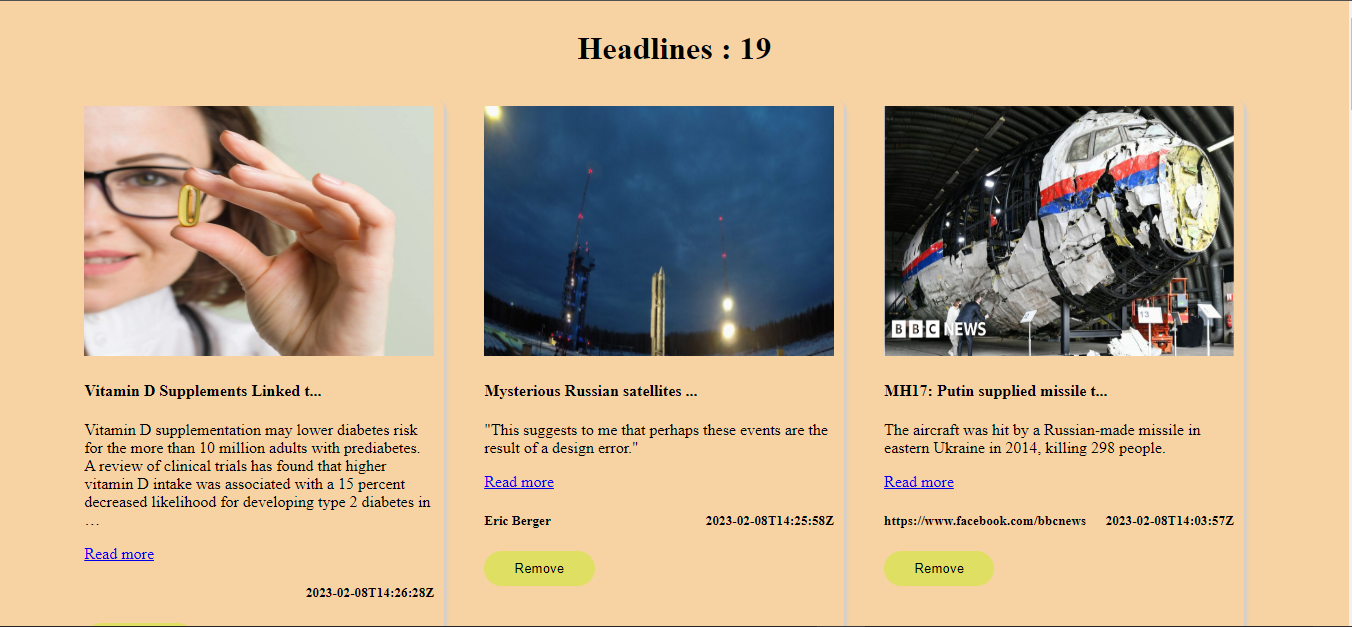 Headlines : 19
BBC NEWS
13
Vitamin D Supplements Linked t...
Vitamin D supplementation may lower diabetes risk
for the more than 10 million adults with prediabetes.
A review of clinical trials has found that higher
vitamin D intake was associated with a 15 percent
decreased likelihood for developing type 2 diabetes in
…
Read more
2023-02-08T14:26:28Z
Mysterious Russian satellites ...
"This suggests to me that perhaps these events are the
result of a design error."
Read more
Eric Berger 2023-02-08T14:25:58Z
Remove
MH17: Putin supplied missile t...
The aircraft was hit by a Russian-made missile in
eastern Ukraine in 2014, killing 298 people.
Read more
https://www.facebook.com/bbcnews 2023-02-08T14:03:57Z
Remove